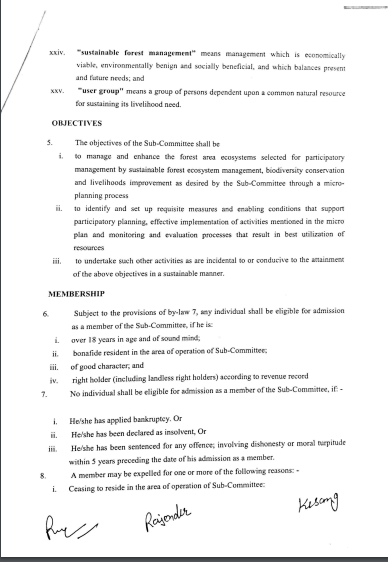 xxiv. "sustainable forest management" means management which is economically
viable, environmentally benign and socially beneficial, and which balances present
and future needs; and
xxv. "user group" means a group of persons dependent upon a common natural resource
for sustaining its livelihood need.
OBJECTIVES
5. The objectives of the Sub-Committee shall be
i. to manage and enhance the forest area ecosystems selected for participatory
management by sustainable forest ecosystem management, biodiversity conservation
and livelihoods improvement as desired by the Sub-Committee through a micro-
planning process
ii. to identify and set up requisite measures and enabling conditions that support
participatory planning, effective implementation of activities mentioned in the micro
plan and monitoring and evaluation processes that result in best utilization of
resources
iii. to undertake such other activities as are incidental to or conducive to the attainment
of the above objectives in a sustainable manner.
MEMBERSHIP
6. Subject to the provisions of by-law 7, any individual shall be eligible for admission
as a member of the Sub-Committee, if he is:
i. over 18 years in age and of sound mind;
ii. bonafide resident in the area of operation of Sub-Committee;
iii. of good character; and
iv. right holder (including landless right holders) according to revenue record
7. No individual shall be eligible for admission as a member of the Sub-Committee, if: -
i. He/she has applied bankruptcy. Or
ii. He/she has been declared as insolvent, Or
iii. He/she has been sentenced for any offence; involving dishonesty or moral turpitude
within 5 years preceding the date of his admission as a member.
8. A member may be expelled for one or more of the following reasons: -
i. Ceasing to reside in the area of operation of Sub-Committee:
Rajender
Kesang